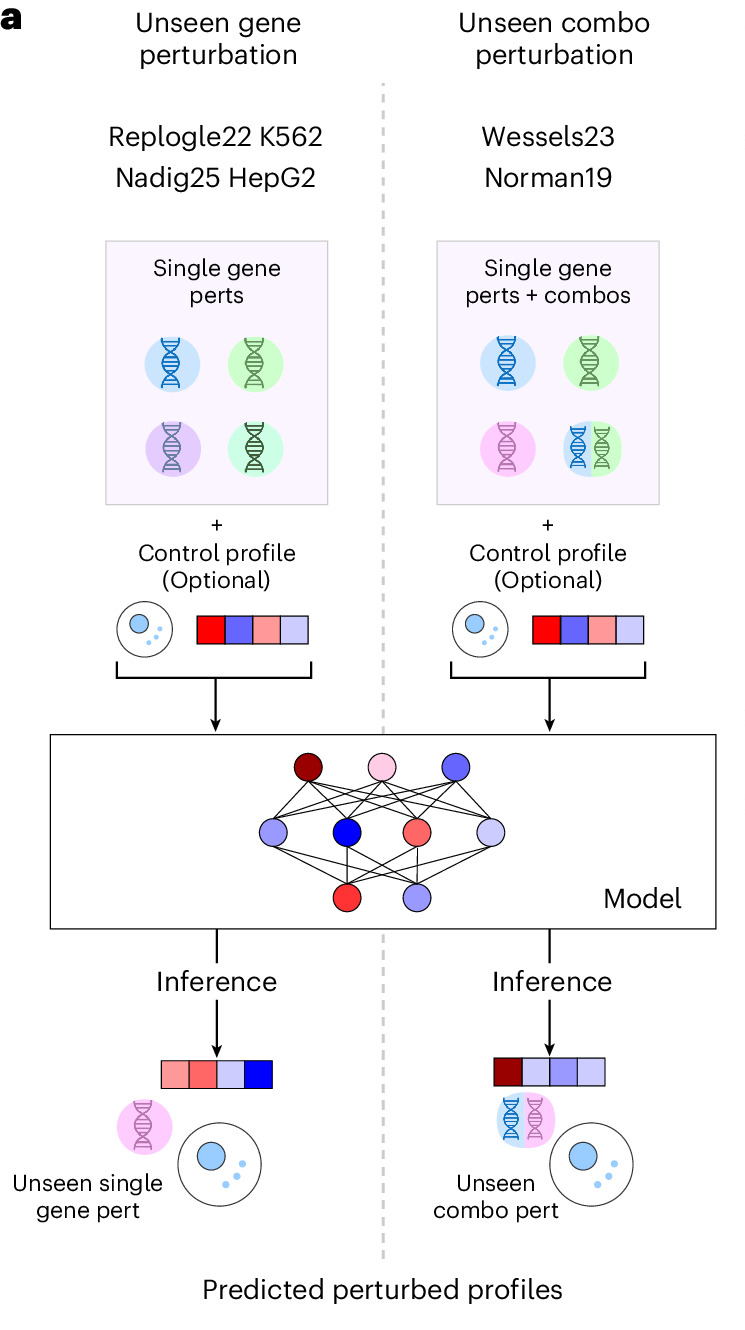 a
Unseen gene
perturbation
Unseen combo
perturbation
Replogle22 K562
Nadig25 HepG2
Wessels23
Norman19
Single gene
perts
Single gene
perts + combos
+
Control profile
(Optional)
+
Control profile
(Optional)
Model
Inference
Inference
Unseen single
gene pert
Unseen
combo pert
Predicted perturbed profiles